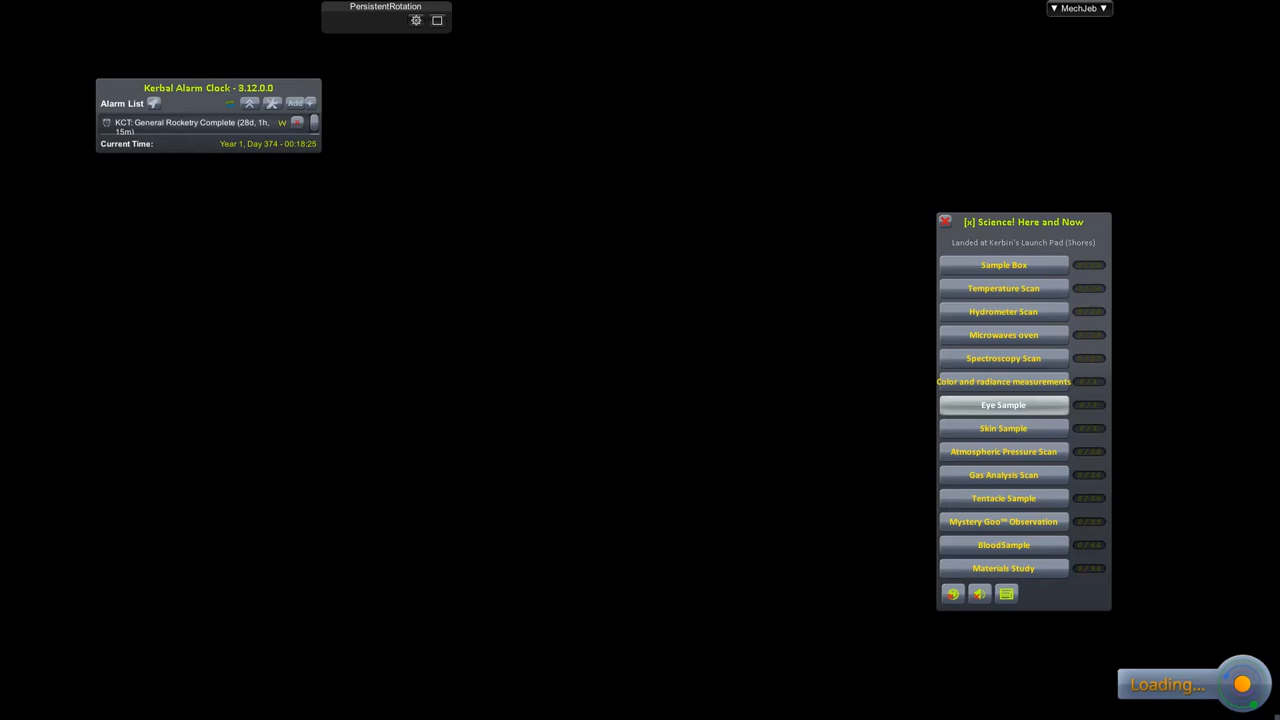 PersistentRotation
▼ MechJeb ▼
Kerbal Alarm Clock - 3.12.0.0
Alarm List
Add +
KCT: General Rocketry Complete (28d, 1h,
15m)
W
Current Time:
Year 1, Day 374 - 00:18:25
[x] Science! Here and Now
Landed at Kerbin's Launch Pad (Shores)
Sample Box
Temperature Scan
Hydrometer Scan
Microwaves oven
Spectroscopy Scan
Color and radiance measurements
Eye Sample
Skin Sample
Atmospheric Pressure Scan
Gas Analysis Scan
Tentacle Sample
Mystery Goo™ Observation
BloodSample
Materials Study
Loading...